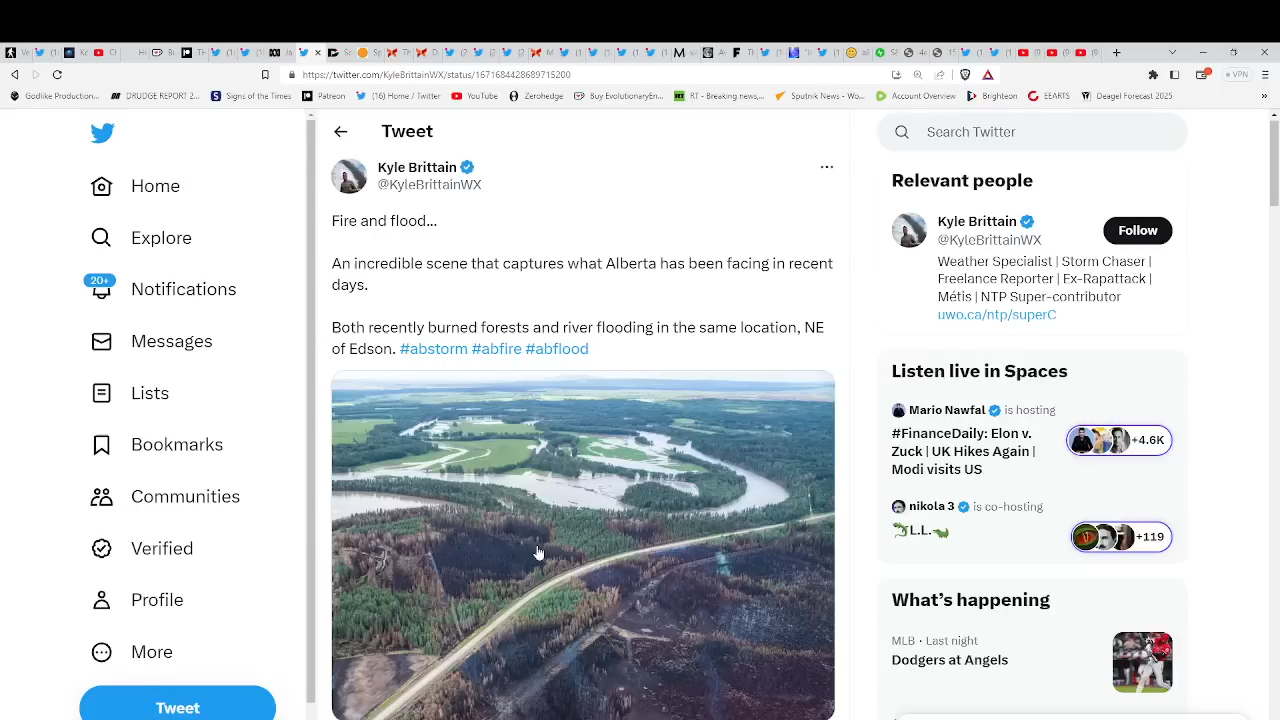 https://twitter.com/KyleBrittainWX/status/1671684428689715200
VPN
Godlike Production...
DRUDGE REPORT 2...
Signs of the Times
Patreon
(16) Home / Twitter
YouTube
Zerohedge
Buy EvolutionaryEn...
RT - Breaking news,...
Sputnik News - Wo...
Account Overview
Brighteon
EEARTS
Deagel Forecast 2025
Home
Explore
20+
Notifications
Messages
Lists
Bookmarks
Communities
Verified
Profile
More
Tweet
Tweet
Kyle Brittain
@KyleBrittainWX
Fire and flood...
An incredible scene that captures what Alberta has been facing in recent
days.
Both recently burned forests and river flooding in the same location, NE
of Edson. #abstorm #abfire #abflood
Search Twitter
Relevant people
Kyle Brittain
@KyleBrittainWX
Follow
Weather Specialist | Storm Chaser |
Freelance Reporter | Ex-Rapattack |
Métis | NTP Super-contributor
uwo.ca/ntp/superC
Listen live in Spaces
Mario Nawfal is hosting
#FinanceDaily: Elon v.
Zuck | UK Hikes Again |
Modi visits US
+4.6K
nikola 3 is co-hosting
🐉L.L.🐊
+119
What's happening
MLB · Last night
Dodgers at Angels